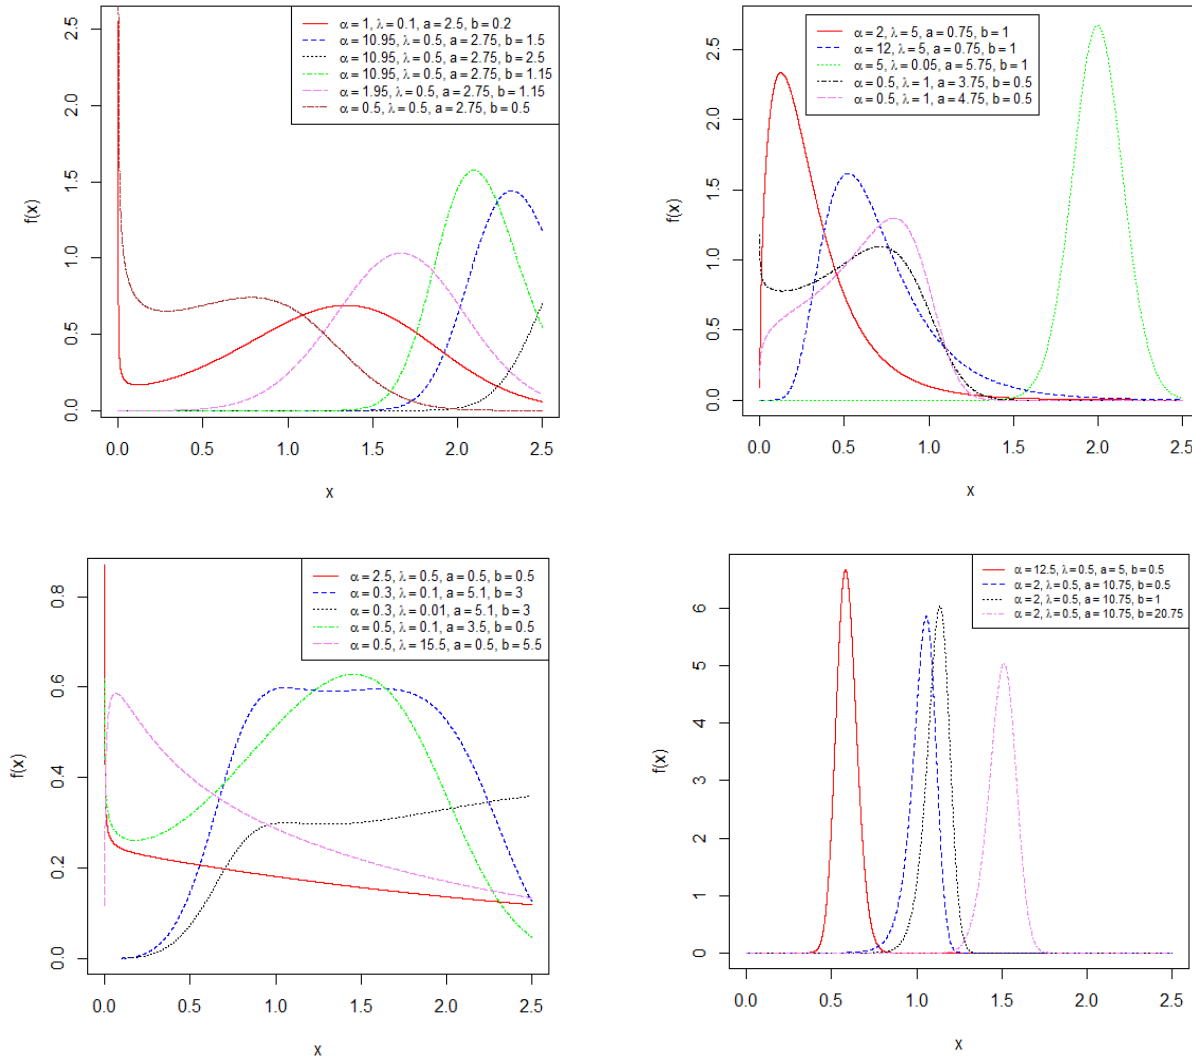 α = 1, λ = 0.1, a = 2.5, b = 0.2
α = 10.95, λ = 0.5, a = 2.75, b = 1.5
α = 10.95, λ = 0.5, a = 2.75, b = 2.5
α = 10.95, λ = 0.5, a = 2.75, b = 1.15
α = 1.95, λ = 0.5, a = 2.75, b = 1.15
α = 0.5, λ = 0.5, a = 2.75, b = 0.5
2.5
2.0
1.5
1.0
0.5
0.0
f(x)
0.0 0.5 1.0 1.5 2.0 2.5
x
α = 2, λ = 5, a = 0.75, b = 1
α = 12, λ = 5, a = 0.75, b = 1
α = 5, λ = 0.05, a = 5.75, b = 1
α = 0.5, λ = 1, a = 3.75, b = 0.5
α = 0.5, λ = 1, a = 4.75, b = 0.5
2.5
2.0
1.5
1.0
0.5
0.0
f(x)
0.0 0.5 1.0 1.5 2.0 2.5
x
α = 2.5, λ = 0.5, a = 0.5, b = 0.5
α = 0.3, λ = 0.1, a = 5.1, b = 3
α = 0.3, λ = 0.01, a = 5.1, b = 3
α = 0.5, λ = 0.1, a = 3.5, b = 0.5
α = 0.5, λ = 15.5, a = 0.5, b = 5.5
0.8
0.6
0.4
0.2
0.0
f(x)
0.0 0.5 1.0 1.5 2.0 2.5
x
α = 12.5, λ = 0.5, a = 5, b = 0.5
α = 2, λ = 0.5, a = 10.75, b = 0.5
α = 2, λ = 0.5, a = 10.75, b = 1
α = 2, λ = 0.5, a = 10.75, b = 20.75
6
5
4
3
2
1
0
f(x)
0.0 0.5 1.0 1.5 2.0 2.5
x